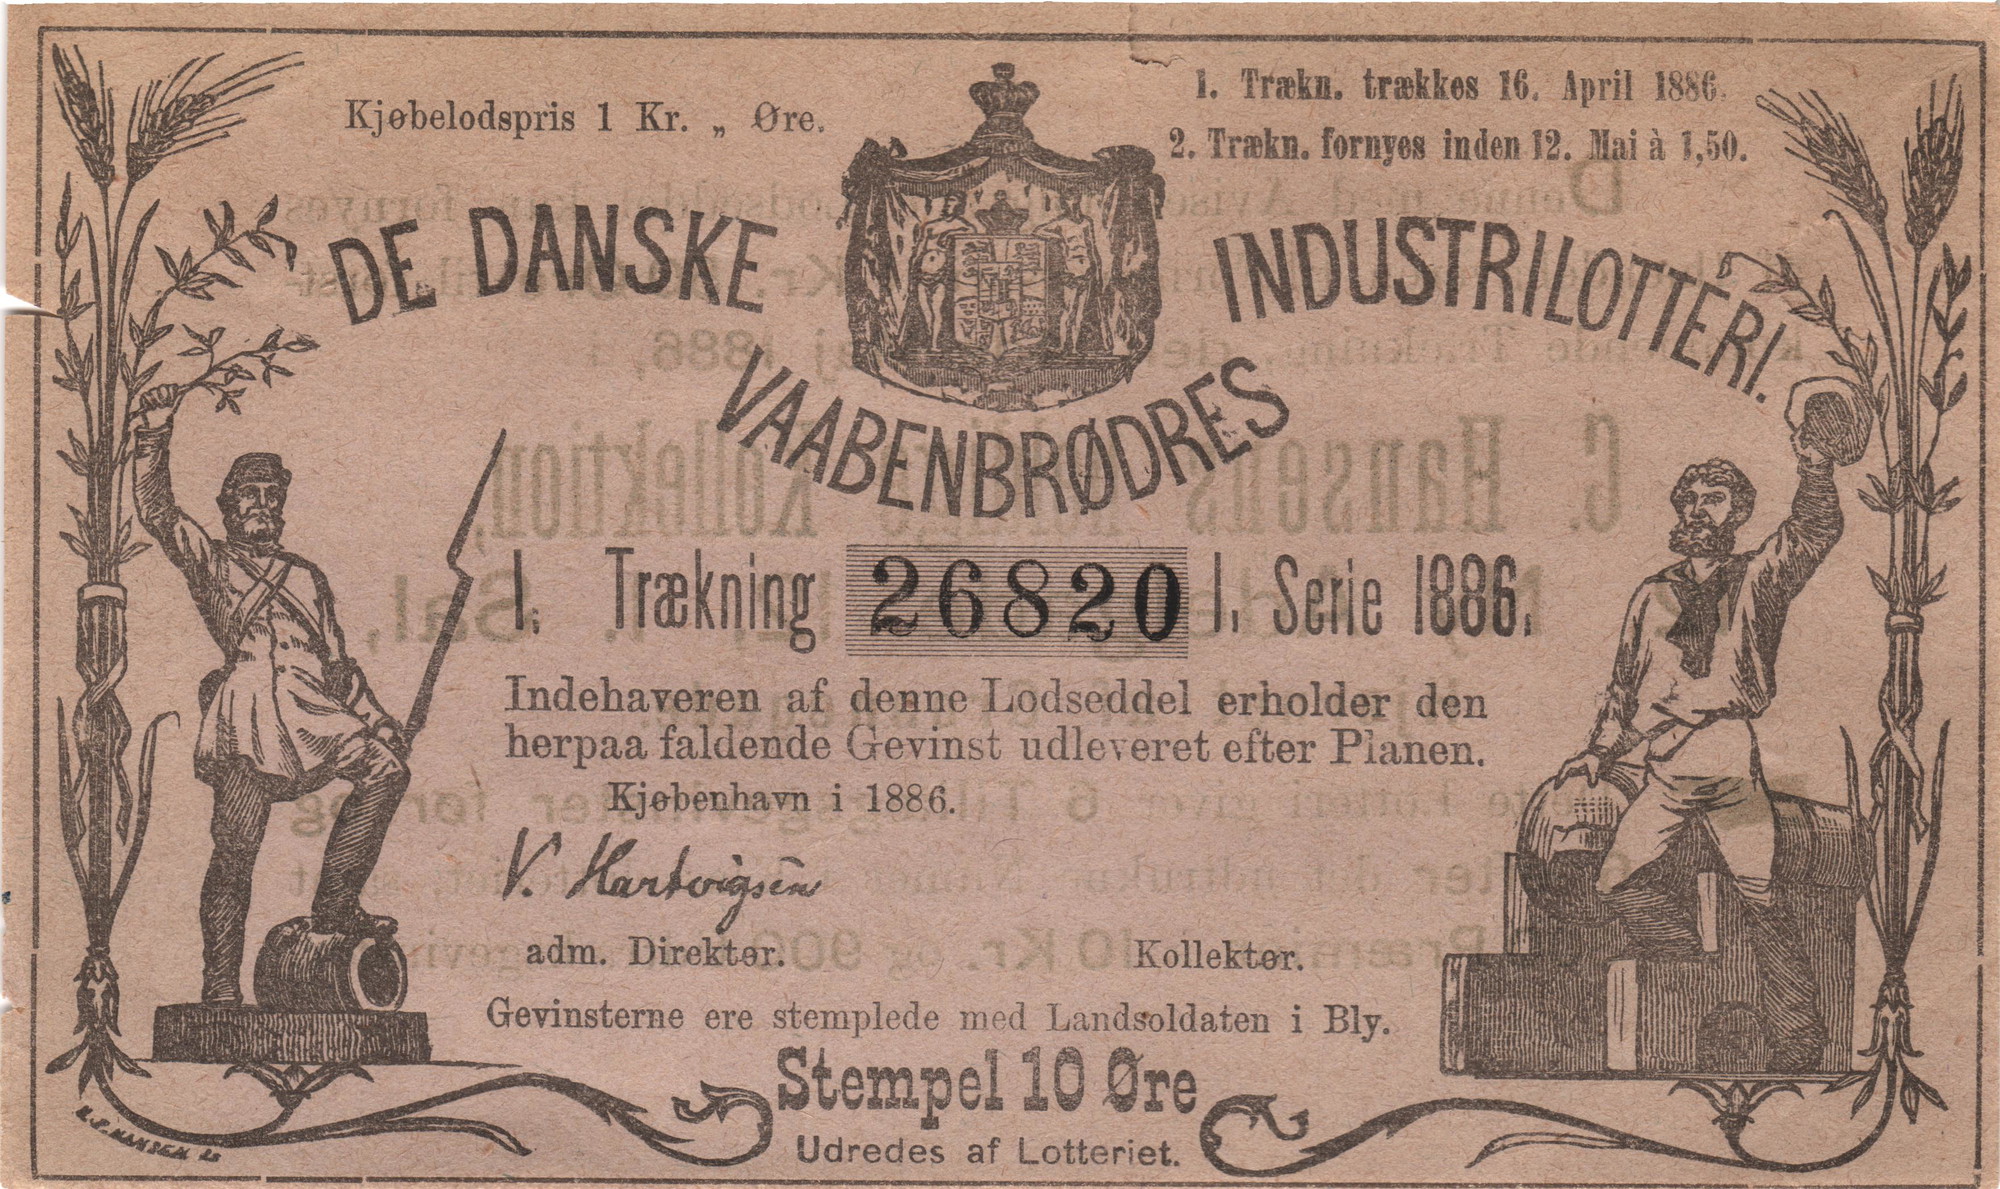 Kjøbelodspris 1 Kr. „ Øre.
1. Trækn. trækkes 16. April 1886.
2. Trækn. fornyes inden 12. Mai à 1,50.
DE DANSKE
VAABENBRØDRES
INDUSTRILOTTERI.
1. Trækning 26820 1. Serie 1886.
Indehaveren af denne Lodseddel erholder den
herpaa faldende Gevinst udleveret efter Planen.
Kjøbenhavn i 1886.
V. Hartvigsen
adm. Direktør. Kollektør.
Gevinsterne ere stemplede med Landsoldaten i Bly.
Stempel 10 Øre
Udredes af Lotteriet.